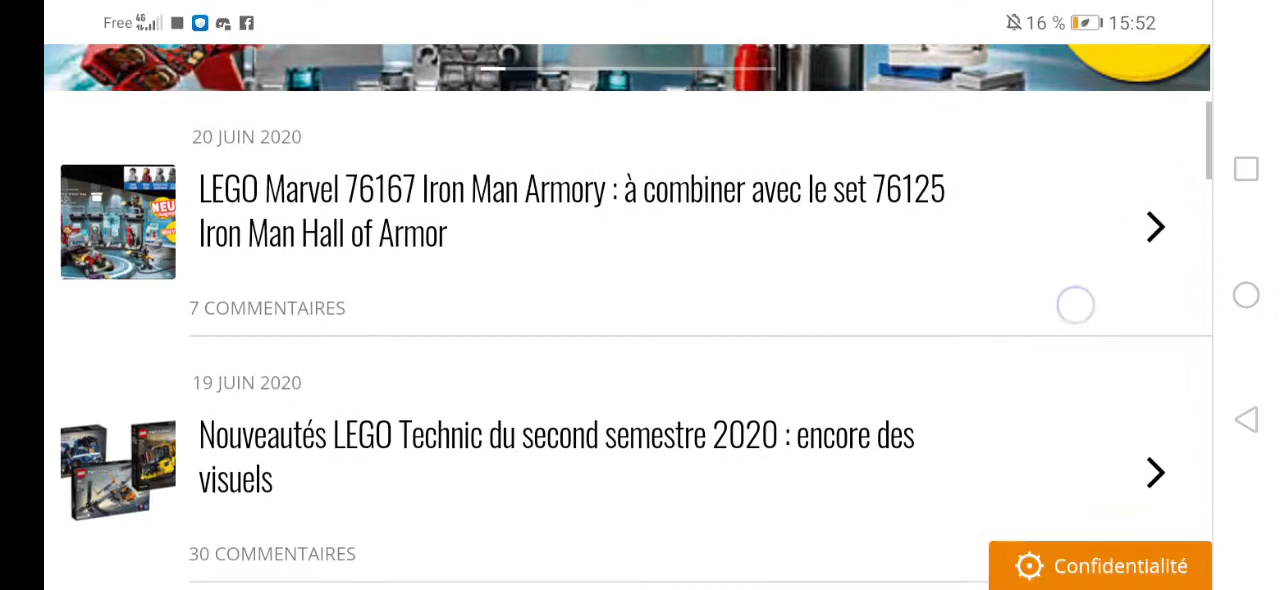 Free 4G 16 % 15:52
20 JUIN 2020
LEGO Marvel 76167 Iron Man Armory : à combiner avec le set 76125
Iron Man Hall of Armor
NEU
7 COMMENTAIRES
19 JUIN 2020
Nouveautés LEGO Technic du second semestre 2020 : encore des
visuels
30 COMMENTAIRES
Confidentialité